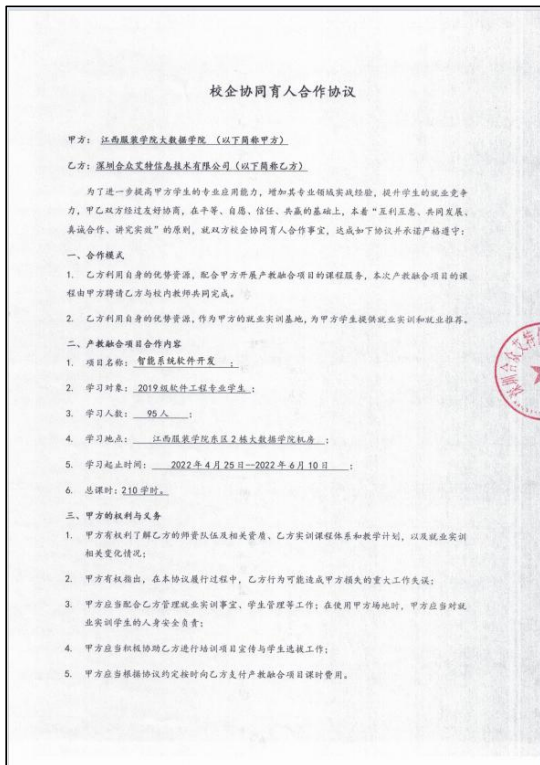 校企协同育人合作协议
甲方： 江西服装学院大数据学院 （以下简称甲方）
乙方：深圳合众艾特信息技术有限公司（以下简称乙方）
为了进一步提高甲方学生的专业应用能力，增加其专业领域实战经验，提升学生的就业竞争
力，甲乙双方经过友好协商，在平等、自愿、信任、共赢的基础上，本着“互利互惠、共同发展、
真诚合作、讲究实效”的原则，就双方校企协同育人合作事宜，达成如下协议并承诺严格遵守：
一、合作模式
1. 乙方利用自身的优势资源，配合甲方开展产教融合项目的课程服务，本次产教融合项目的课
程由甲方聘请乙方与校内教师共同完成。
2. 乙方利用自身的优势资源，作为甲方的就业实训基地，为甲方学生提供就业实训和就业推荐。
二、产教融合项目合作内容
1. 项目名称： 智能系统软件开发 ；
2. 学习对象： 2019级软件工程专业学生 ；
3. 学习人数： 95人 ；
4. 学习地点： 江西服装学院东区2栋大数据学院机房 ；
5. 学习起止时间： 2022年4月25日--2022年6月10日 ；
6. 总课时：210学时。
三、甲方的权利与义务
1. 甲方有权利了解乙方的师资队伍及相关资质、乙方实训课程体系和教学计划，以及就业实训
相关变化情况；
2. 甲方有权指出，在本协议履行过程中，乙方行为可能造成甲方损失的重大工作失误；
3. 甲方应当配合乙方管理就业实训事宜、学生管理等工作；在使用甲方场地时，甲方应当对就
业实训学生的人身安全负责；
4. 甲方应当积极协助乙方进行培训项目宣传与学生选拔工作；
5. 甲方应当根据协议约定按时向乙方支付产教融合项目课时费用。
深圳合众艾特